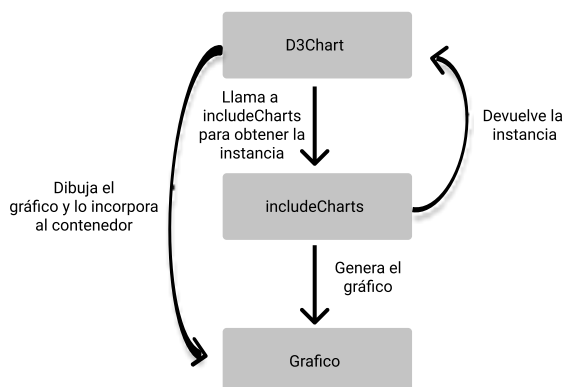 D3Chart
Llama a
includeCharts
para obtener la
instancia
Devuelve la
instancia
Dibuja el
gráfico y lo incorpora
al contenedor
includeCharts
Genera el
gráfico
Grafico